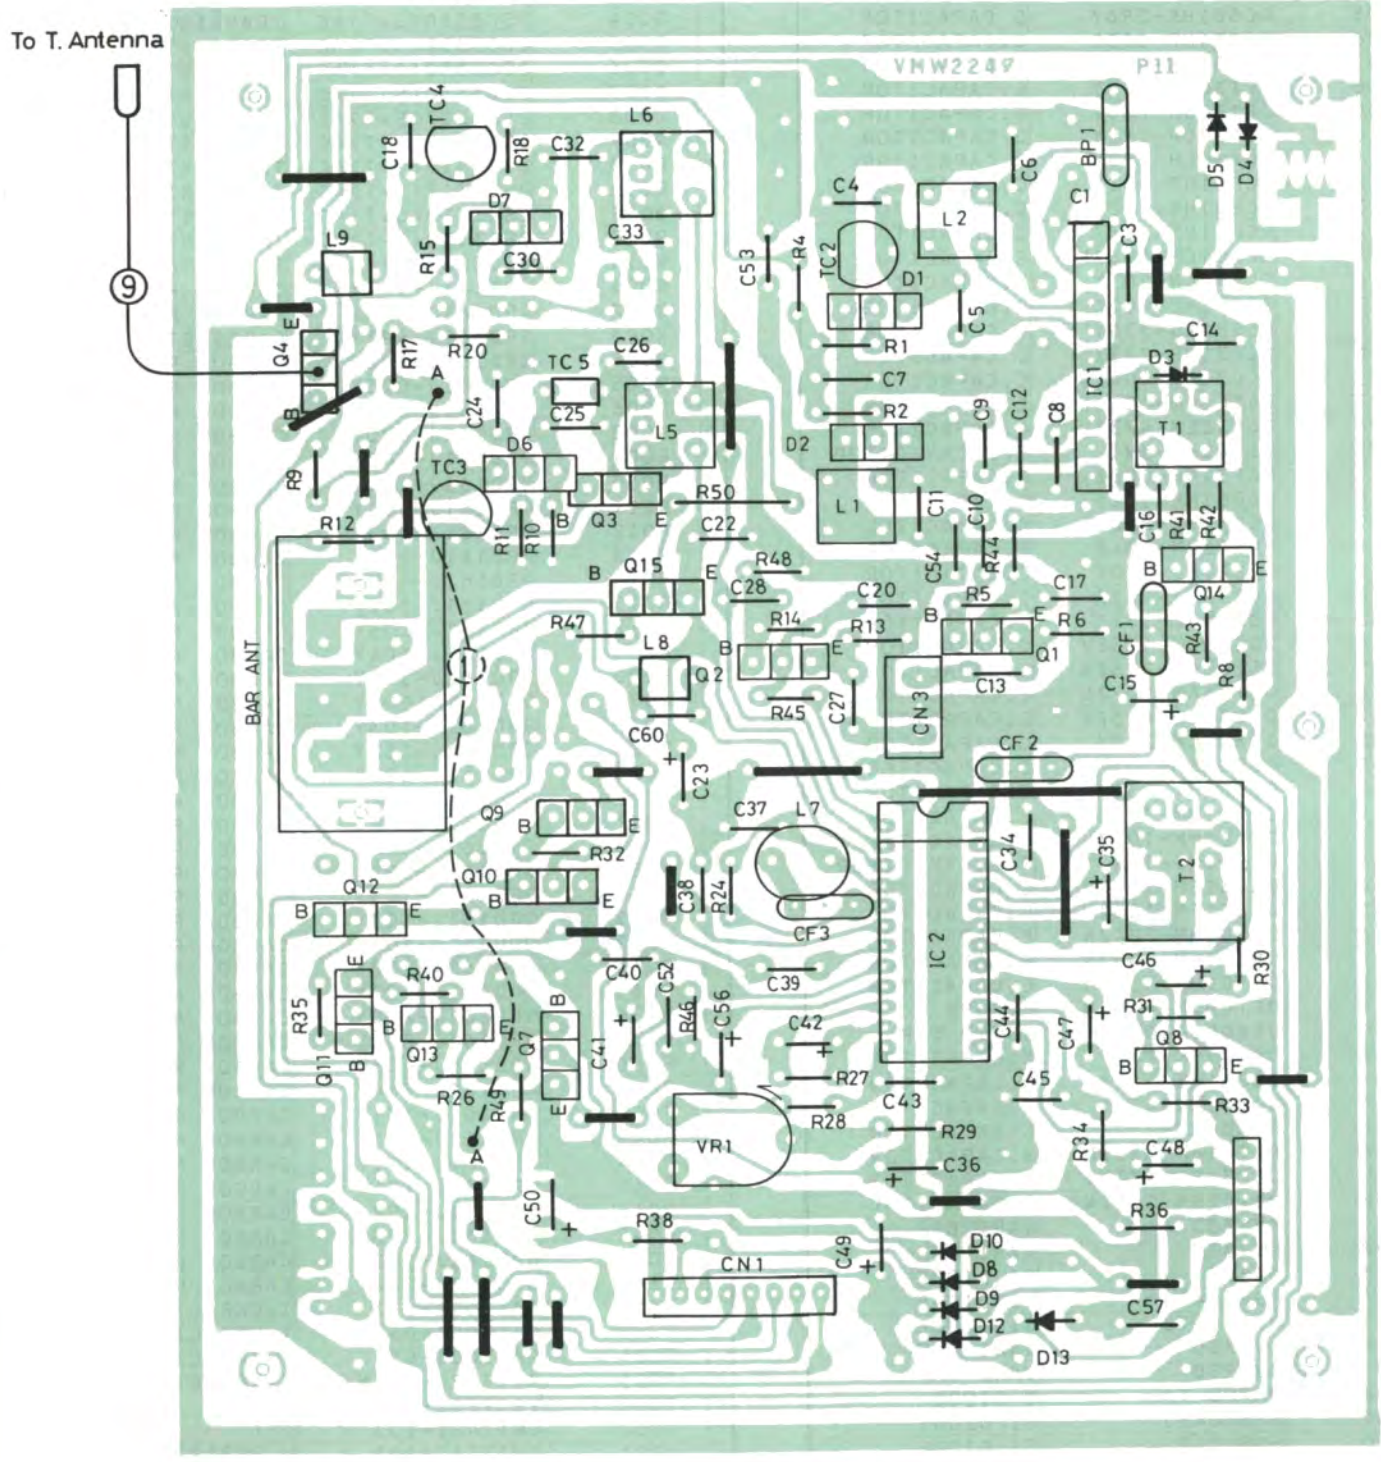 To T. Antenna
VMW2249 P11
TC4
L6
C18
R18
C32
C6
BP1
D5
D4
D7
C4
L2
C1
L9
R15
C33
C53
R4
TC2
C3
C30
D1
9
E
Q4
B
R17
R20
C5
C14
A
TC5
C26
R1
D3
C24
C7
IC1
C25
L5
R2
C9
C12
C8
T1
D6
D2
R9
TC3
R50
L1
C11
C10
C16
R41
R42
R12
R11
R10
B
Q3
E
C22
C54
R44
B
Q15
E
R48
B
E
Q14
C28
C20
R5
C17
R47
R14
R13
B
E
R6
CF1
R43
BAR ANT
L8
Q2
B
E
Q1
R8
C13
C15
+
R45
C27
CN3
C60
+
C23
CF2
Q9
B
E
C37
L7
C34
C35
+
T2
R32
Q10
B
E
C38
R24
Q12
B
E
CF3
IC2
C40
C52
C39
C46
+
R30
E
R40
R35
R31
Q11
B
B
Q13
E
Q7
B
E
C41
+
R46
C56
+
C42
+
C44
C47
+
Q8
B
E
R26
R49
R27
C43
C45
R28
R33
VR1
R29
R34
A
C36
+
C48
+
C50
+
R38
C49
+
R36
D10
CN1
D8
D9
C57
D12
D13